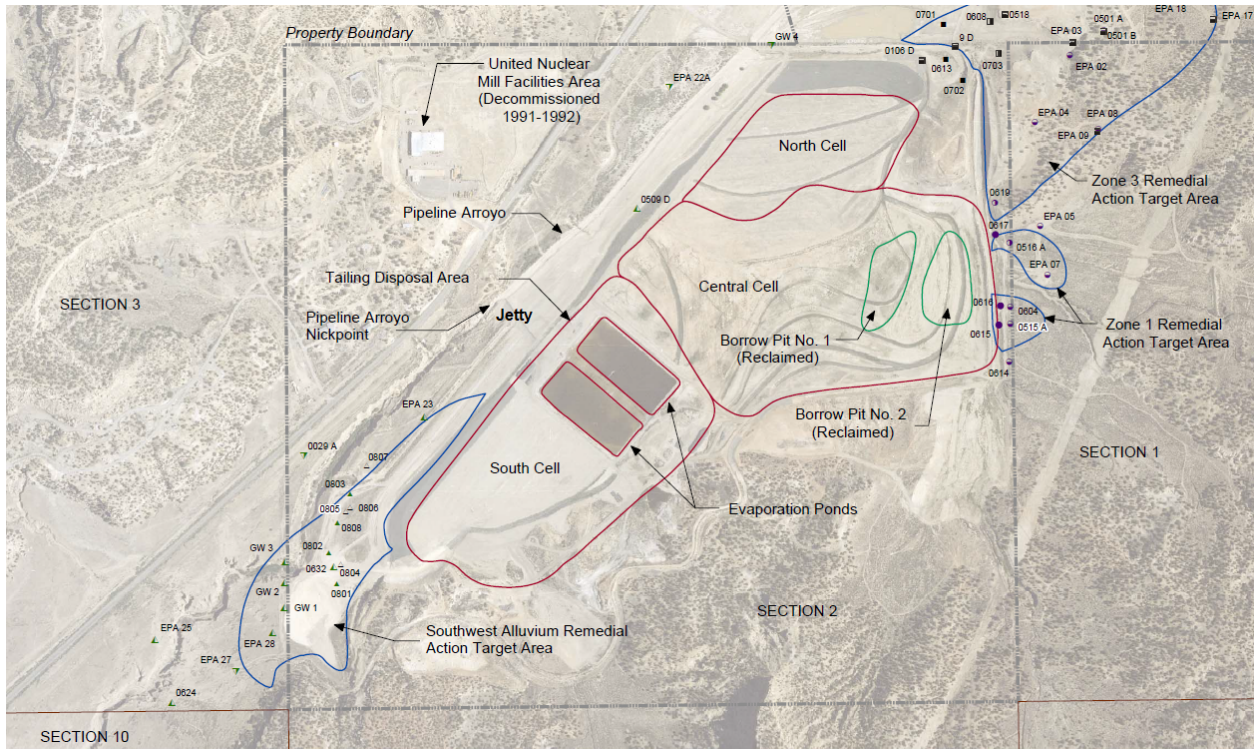 0701
0608
0518
EPA 18
EPA 17
Property Boundary
GW 4
9 D
EPA 03
0501 A
0501 B
0106 D
0613
0703
EPA 02
0702
United Nuclear
Mill Facilities Area
(Decommissioned
1991-1992)
EPA 22A
EPA 04
EPA 08
EPA 09
North Cell
Zone 3 Remedial
Action Target Area
Pipeline Arroyo
0509 D
0619
EPA 05
0617
0516 A
EPA 07
Tailing Disposal Area
SECTION 3
Central Cell
Pipeline Arroyo
Nickpoint
Jetty
0616
0604
0615
0515 A
Zone 1 Remedial
Action Target Area
Borrow Pit No. 1
(Reclaimed)
0614
EPA 23
Borrow Pit No. 2
(Reclaimed)
0029 A
0807
South Cell
SECTION 1
0803
0805
0806
0808
Evaporation Ponds
0802
GW 3
0632
0804
GW 2
0801
GW 1
SECTION 2
EPA 25
EPA 28
Southwest Alluvium Remedial
Action Target Area
EPA 27
0624
SECTION 10